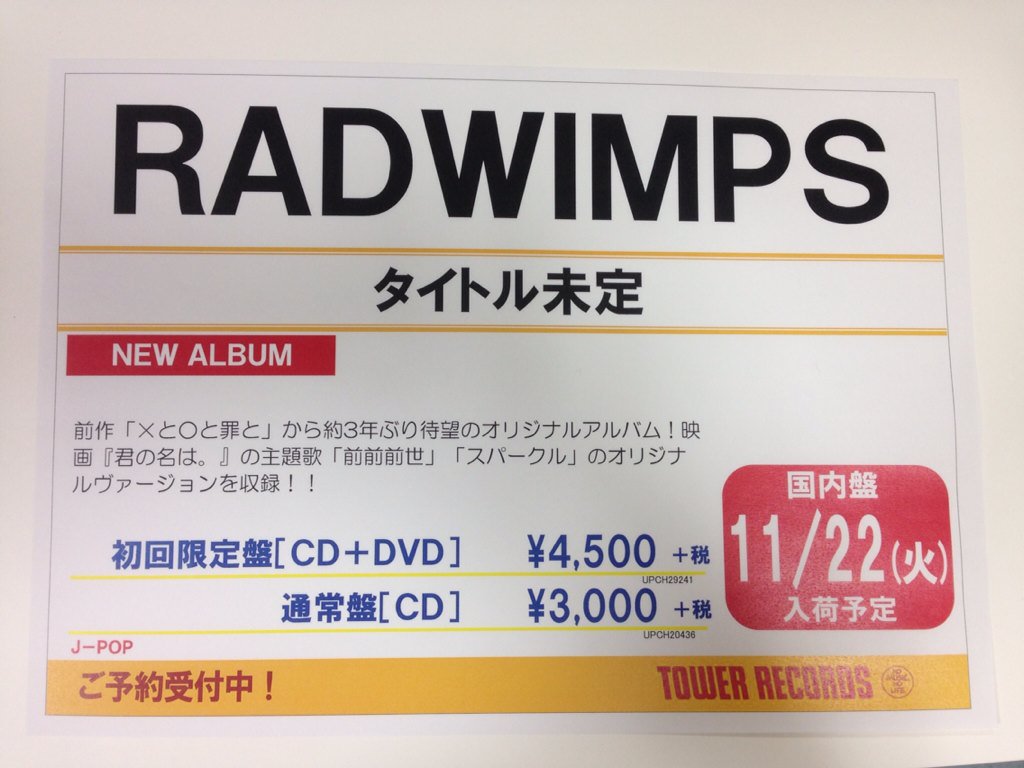 RADWIMPS
タイトル未定
NEW ALBUM
前作「×と〇と罪と」から約3年ぶり待望のオリジナルアルバム！映
画『君の名は。』の主題歌「前前前世」「スパークル」のオリジナ
ルヴァージョンを収録！！
初回限定盤[CD+DVD] ¥4,500 +税
UPCH29241
通常盤[CD] ¥3,000 +税
UPCH20436
国内盤
11/22(火)
入荷予定
J-POP
ご予約受付中！
TOWER RECORDS
NO MUSIC NO LIFE